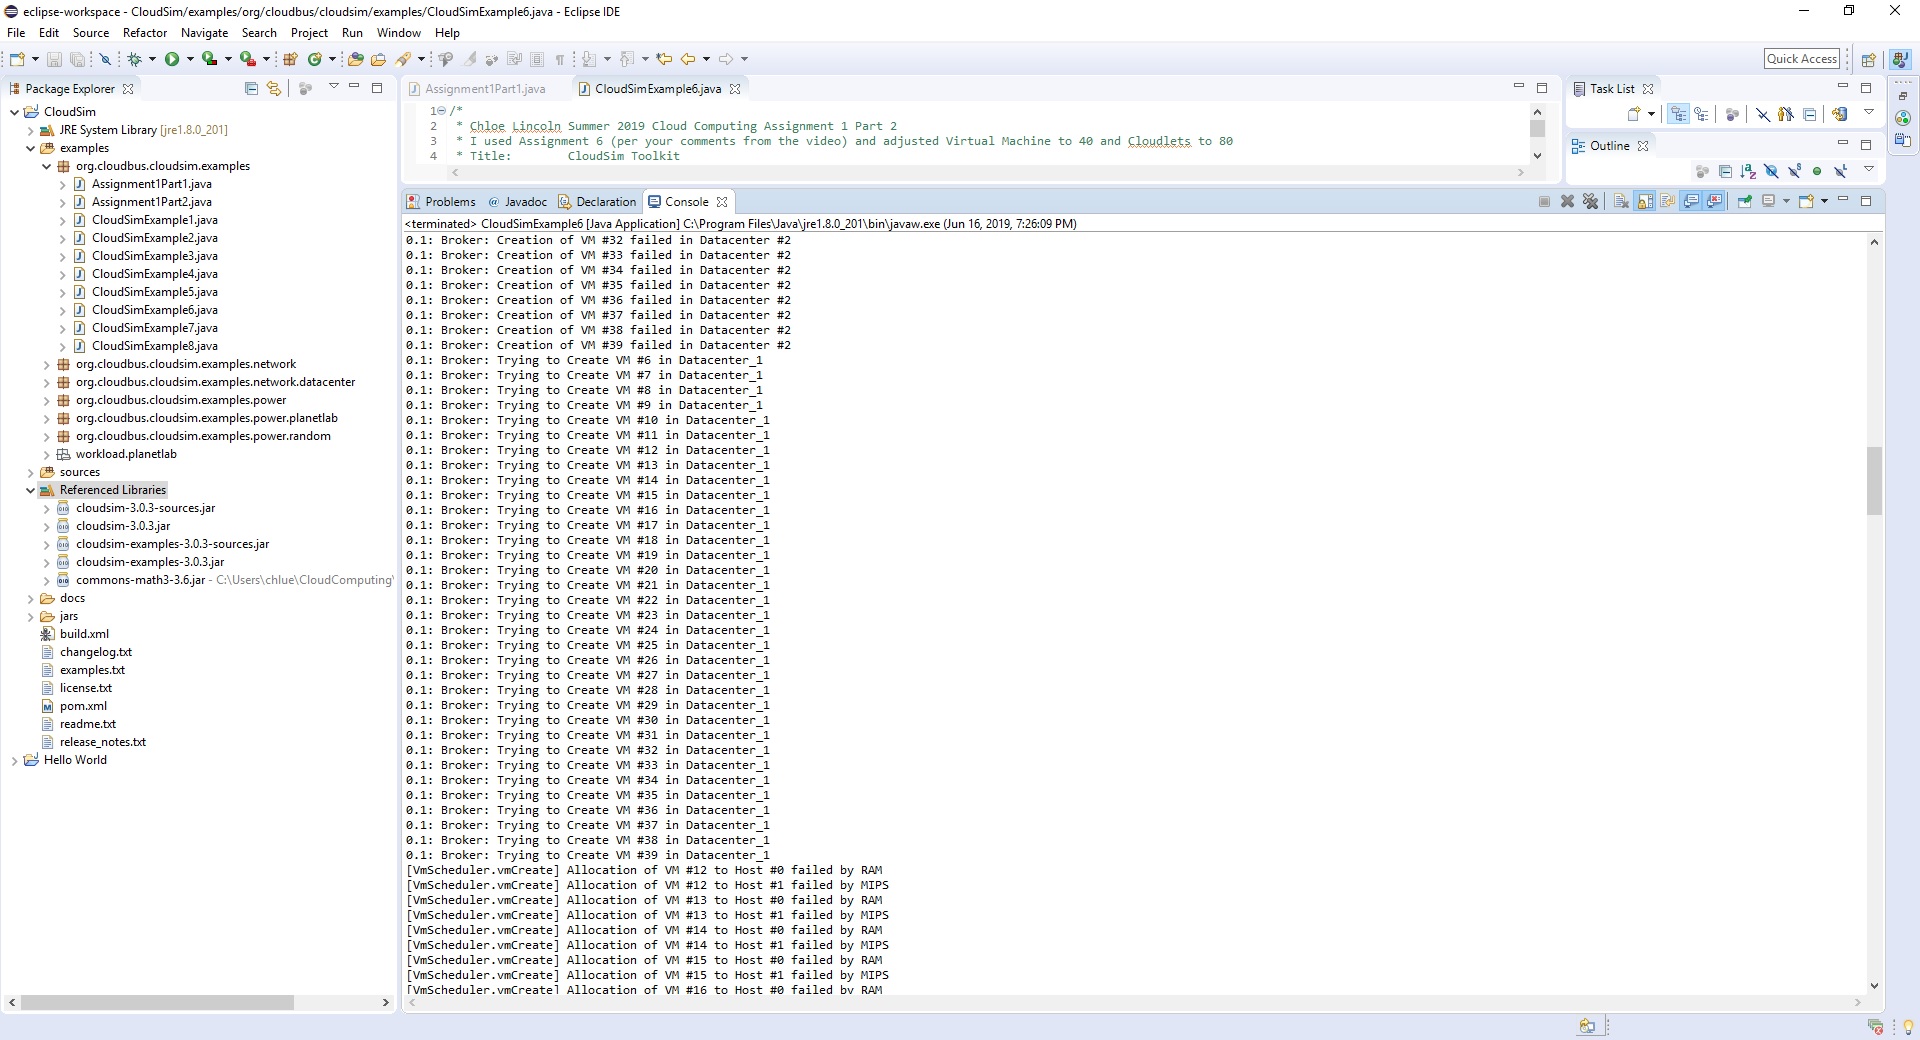 eclipse-workspace - CloudSim/examples/org/cloudbus/cloudsim/examples/CloudSimExample6.java - Eclipse IDE
File Edit Source Refactor Navigate Search Project Run Window Help
Quick Access
Package Explorer
CloudSim
JRE System Library [jre1.8.0_201]
examples
org.cloudbus.cloudsim.examples
Assignment1Part1.java
Assignment1Part2.java
CloudSimExample1.java
CloudSimExample2.java
CloudSimExample3.java
CloudSimExample4.java
CloudSimExample5.java
CloudSimExample6.java
CloudSimExample7.java
CloudSimExample8.java
org.cloudbus.cloudsim.examples.network
org.cloudbus.cloudsim.examples.network.datacenter
org.cloudbus.cloudsim.examples.power
org.cloudbus.cloudsim.examples.power.planetlab
org.cloudbus.cloudsim.examples.power.random
workload.planetlab
sources
Referenced Libraries
cloudsim-3.0.3-sources.jar
cloudsim-3.0.3.jar
cloudsim-examples-3.0.3-sources.jar
cloudsim-examples-3.0.3.jar
commons-math3-3.6.jar - C:\Users\chlue\CloudComputing\
docs
jars
build.xml
changelog.txt
examples.txt
license.txt
pom.xml
readme.txt
release_notes.txt
Hello World
Assignment1Part1.java CloudSimExample6.java
1 /*
2 * Chloe Lincoln Summer 2019 Cloud Computing Assignment 1 Part 2
3 * I used Assignment 6 (per your comments from the video) and adjusted Virtual Machine to 40 and Cloudlets to 80
4 * Title: CloudSim Toolkit
Task List
Outline
Problems @ Javadoc Declaration Console
<terminated> CloudSimExample6 [Java Application] C:\Program Files\Java\jre1.8.0_201\bin\javaw.exe (Jun 16, 2019, 7:26:09 PM)
0.1: Broker: Creation of VM #32 failed in Datacenter #2
0.1: Broker: Creation of VM #33 failed in Datacenter #2
0.1: Broker: Creation of VM #34 failed in Datacenter #2
0.1: Broker: Creation of VM #35 failed in Datacenter #2
0.1: Broker: Creation of VM #36 failed in Datacenter #2
0.1: Broker: Creation of VM #37 failed in Datacenter #2
0.1: Broker: Creation of VM #38 failed in Datacenter #2
0.1: Broker: Creation of VM #39 failed in Datacenter #2
0.1: Broker: Trying to Create VM #6 in Datacenter_1
0.1: Broker: Trying to Create VM #7 in Datacenter_1
0.1: Broker: Trying to Create VM #8 in Datacenter_1
0.1: Broker: Trying to Create VM #9 in Datacenter_1
0.1: Broker: Trying to Create VM #10 in Datacenter_1
0.1: Broker: Trying to Create VM #11 in Datacenter_1
0.1: Broker: Trying to Create VM #12 in Datacenter_1
0.1: Broker: Trying to Create VM #13 in Datacenter_1
0.1: Broker: Trying to Create VM #14 in Datacenter_1
0.1: Broker: Trying to Create VM #15 in Datacenter_1
0.1: Broker: Trying to Create VM #16 in Datacenter_1
0.1: Broker: Trying to Create VM #17 in Datacenter_1
0.1: Broker: Trying to Create VM #18 in Datacenter_1
0.1: Broker: Trying to Create VM #19 in Datacenter_1
0.1: Broker: Trying to Create VM #20 in Datacenter_1
0.1: Broker: Trying to Create VM #21 in Datacenter_1
0.1: Broker: Trying to Create VM #22 in Datacenter_1
0.1: Broker: Trying to Create VM #23 in Datacenter_1
0.1: Broker: Trying to Create VM #24 in Datacenter_1
0.1: Broker: Trying to Create VM #25 in Datacenter_1
0.1: Broker: Trying to Create VM #26 in Datacenter_1
0.1: Broker: Trying to Create VM #27 in Datacenter_1
0.1: Broker: Trying to Create VM #28 in Datacenter_1
0.1: Broker: Trying to Create VM #29 in Datacenter_1
0.1: Broker: Trying to Create VM #30 in Datacenter_1
0.1: Broker: Trying to Create VM #31 in Datacenter_1
0.1: Broker: Trying to Create VM #32 in Datacenter_1
0.1: Broker: Trying to Create VM #33 in Datacenter_1
0.1: Broker: Trying to Create VM #34 in Datacenter_1
0.1: Broker: Trying to Create VM #35 in Datacenter_1
0.1: Broker: Trying to Create VM #36 in Datacenter_1
0.1: Broker: Trying to Create VM #37 in Datacenter_1
0.1: Broker: Trying to Create VM #38 in Datacenter_1
0.1: Broker: Trying to Create VM #39 in Datacenter_1
[VmScheduler.vmCreate] Allocation of VM #12 to Host #0 failed by RAM
[VmScheduler.vmCreate] Allocation of VM #12 to Host #1 failed by MIPS
[VmScheduler.vmCreate] Allocation of VM #13 to Host #0 failed by RAM
[VmScheduler.vmCreate] Allocation of VM #13 to Host #1 failed by MIPS
[VmScheduler.vmCreate] Allocation of VM #14 to Host #0 failed by RAM
[VmScheduler.vmCreate] Allocation of VM #14 to Host #1 failed by MIPS
[VmScheduler.vmCreate] Allocation of VM #15 to Host #0 failed by RAM
[VmScheduler.vmCreate] Allocation of VM #15 to Host #1 failed by MIPS
[VmScheduler.vmCreate] Allocation of VM #16 to Host #0 failed by RAM